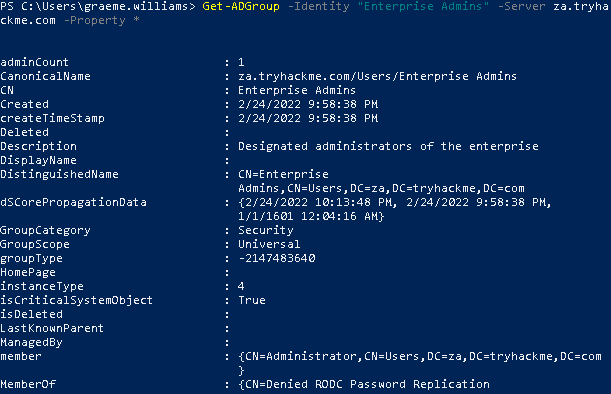 PS C:\Users\graeme.williams> Get-ADGroup -Identity "Enterprise Admins" -Server za.tryha
ckme.com -Property *
adminCount : 1
CanonicalName : za.tryhackme.com/Users/Enterprise Admins
CN : Enterprise Admins
Created : 2/24/2022 9:58:38 PM
createTimeStamp : 2/24/2022 9:58:38 PM
Deleted :
Description : Designated administrators of the enterprise
DisplayName :
DistinguishedName : CN=Enterprise
Admins,CN=Users,DC=za,DC=tryhackme,DC=com
dSCorePropagationData : {2/24/2022 10:13:48 PM, 2/24/2022 9:58:38 PM,
1/1/1601 12:04:16 AM}
GroupCategory : Security
GroupScope : Universal
groupType : -2147483640
HomePage :
instanceType : 4
isCriticalSystemObject : True
isDeleted :
LastKnownParent :
ManagedBy :
member : {CN=Administrator,CN=Users,DC=za,DC=tryhackme,DC=com
}
MemberOf : {CN=Denied RODC Password Replication